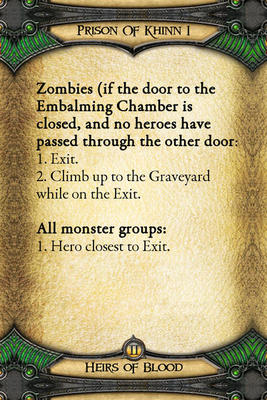 Prison Of Khinn I
Zombies (if the door to the
Embalming Chamber is
closed, and no heroes have
passed through the other door:
1. Exit.
2. Climb up to the Graveyard
while on the Exit.
All monster groups:
1. Hero closest to Exit.
II
Heirs of Blood